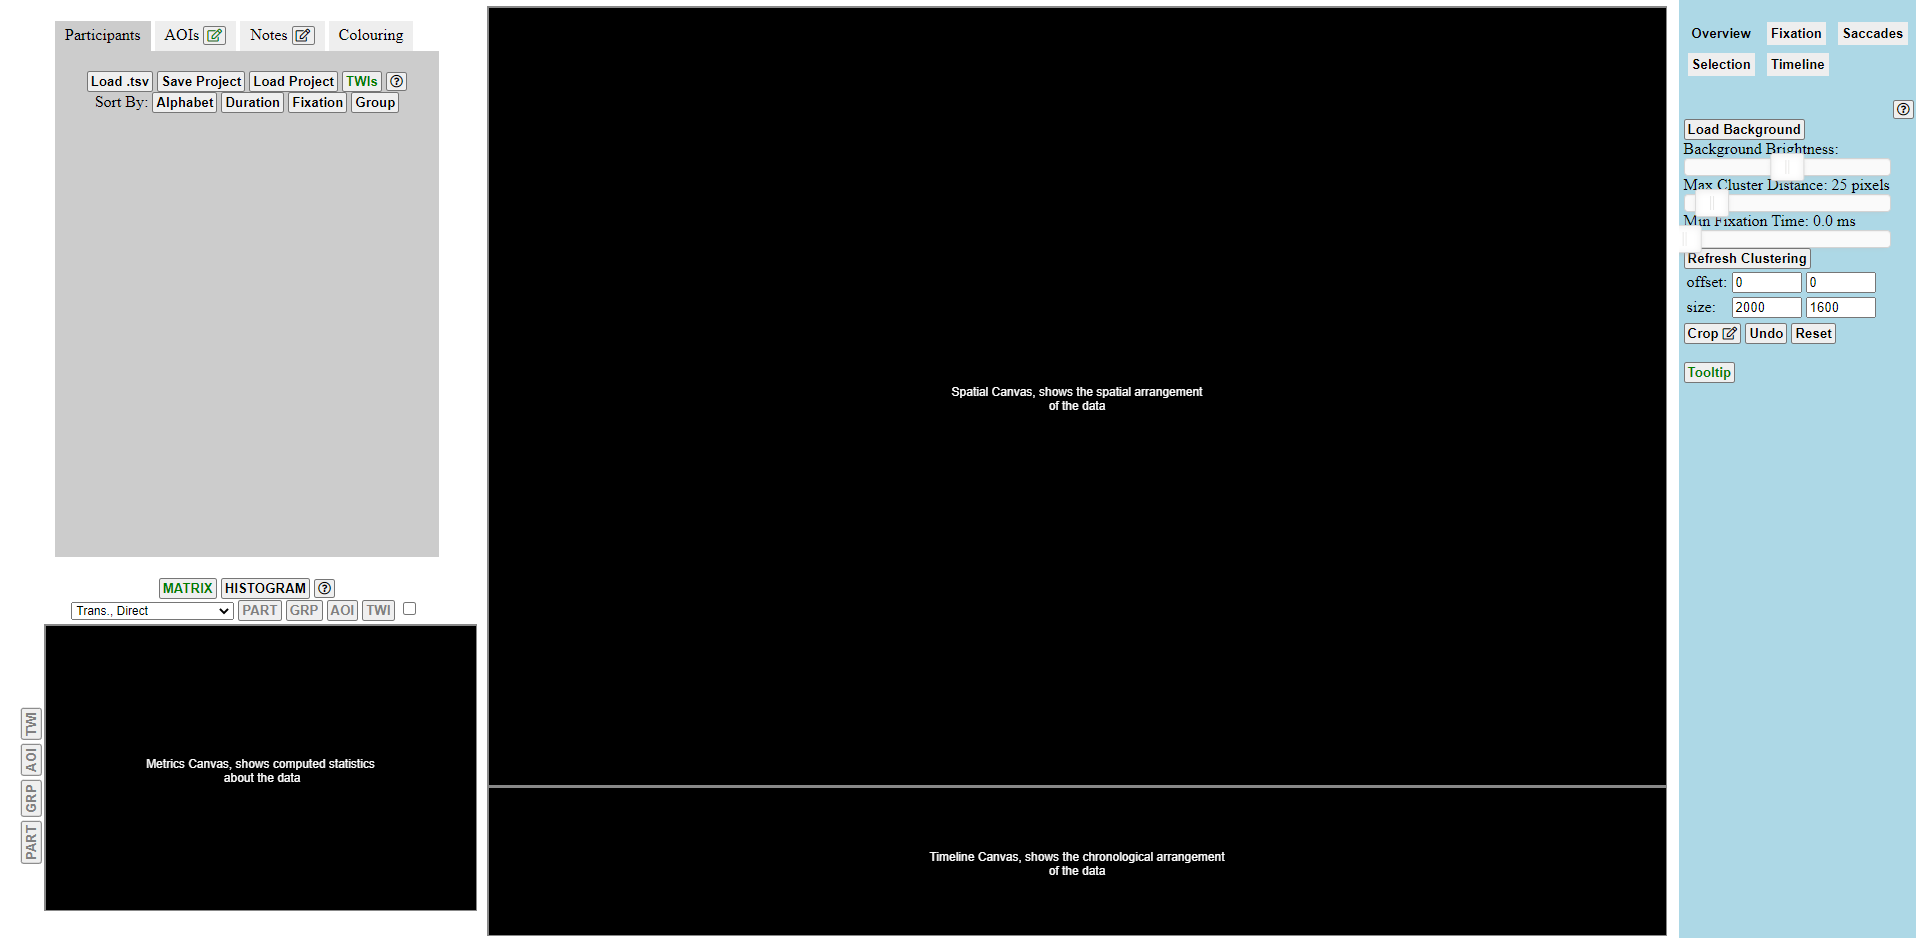 Participants AOIs Notes Colouring
Load .tsv Save Project Load Project TWIs
Sort By: Alphabet Duration Fixation Group
MATRIX HISTOGRAM
Trans., Direct PART GRP AOI TWI
TWI
AOI
GRP
PART
Metrics Canvas, shows computed statistics
about the data
Spatial Canvas, shows the spatial arrangement
of the data
Timeline Canvas, shows the chronological arrangement
of the data
Overview Fixation Saccades
Selection Timeline
Load Background
Background Brightness:
Max Cluster Distance: 25 pixels
Min Fixation Time: 0.0 ms
Refresh Clustering
offset: 0 0
size: 2000 1600
Crop Undo Reset
Tooltip